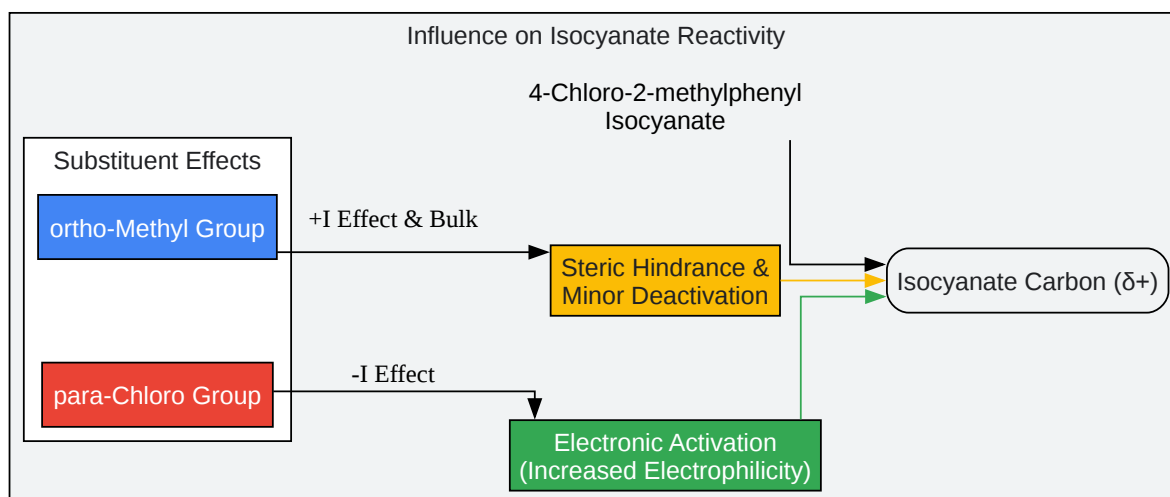 Influence on Isocyanate Reactivity
4-Chloro-2-methylphenyl
Isocyanate
Substituent Effects
ortho-Methyl Group
+I Effect & Bulk
Steric Hindrance &
Minor Deactivation
Isocyanate Carbon (δ+)
para-Chloro Group
-I Effect
Electronic Activation
(Increased Electrophilicity)